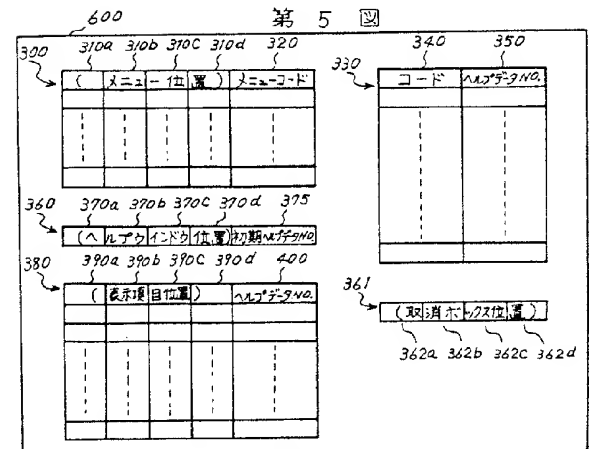 第 5 図
600
310a 310b 310c 310d 320
300
(メニュー位置) メニューコード
340 350
330
コード ヘルプデータNO.
370a 370b 370c 370d 375
360
(ヘルプウインドウ位置) 初期ヘルプデータNO.
390a 390b 390c 390d 400
380
(表示項目位置) ヘルプデータNO.
361
(取消ボックス位置)
362a 362b 362c 362d